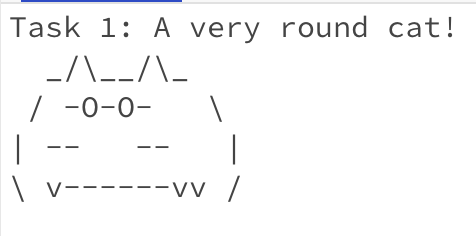 Task 1: A very round cat!
  _/\__/\_
 / -O-O-   \
| --   --   |
\ v------vv /